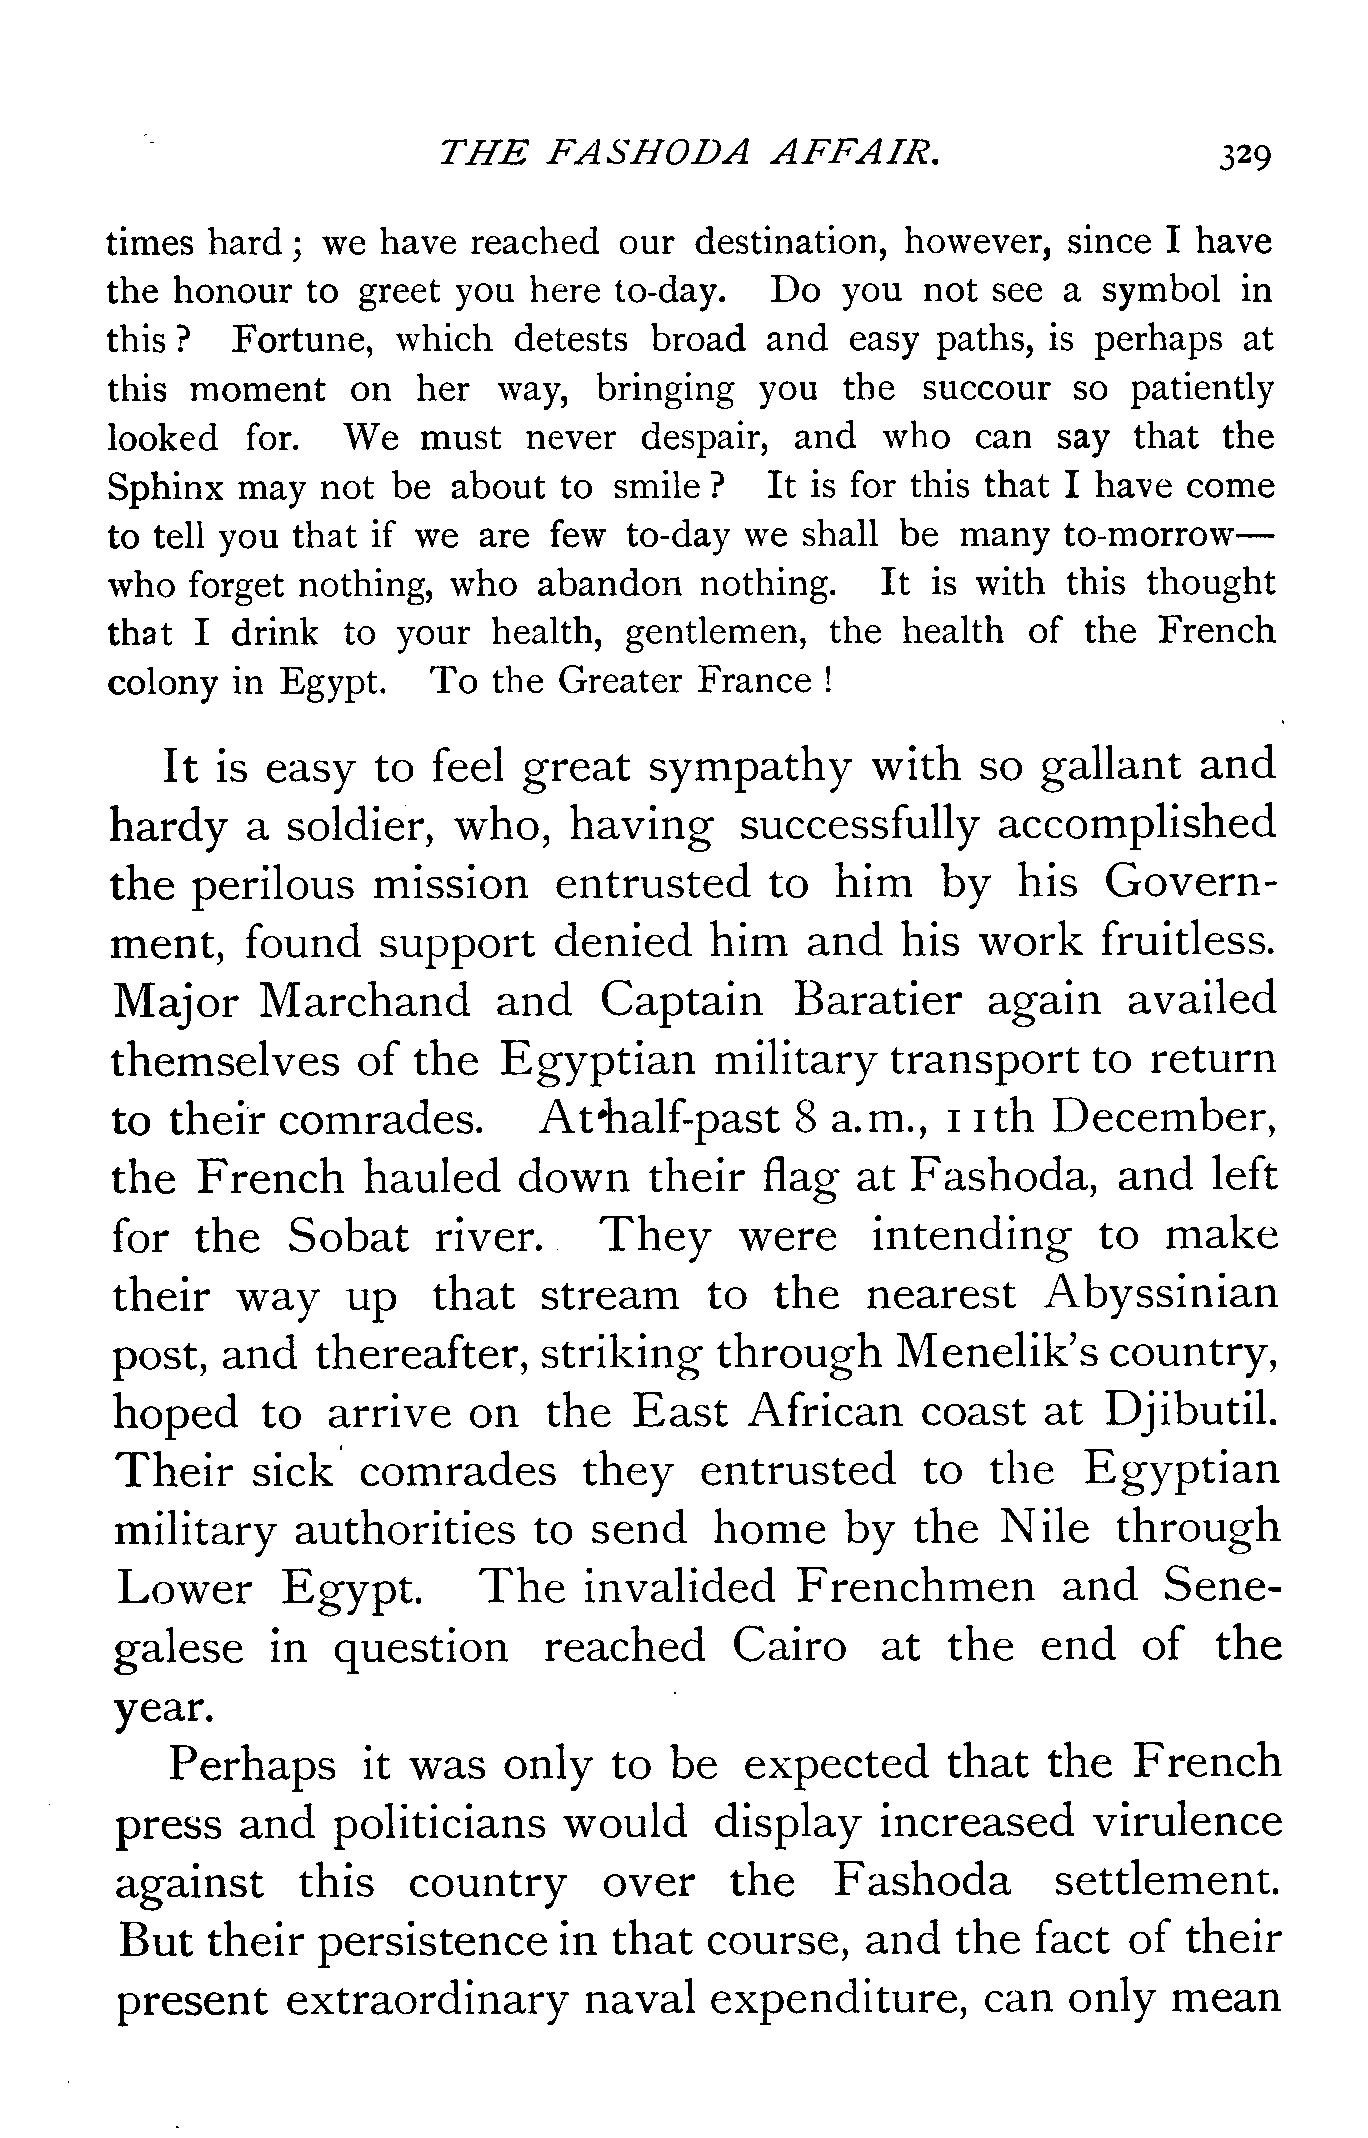 THE FASHODA AFFAIR. 329
times hard ; we have reached our destination, however, since I have
the honour to greet you here to-day. Do you not see a symbol in
this ? Fortune, which detests broad and easy paths, is perhaps at
this moment on her way, bringing you the succour so patiently
looked for. We must never despair, and who can say that the
Sphinx may not be about to smile ? It is for this that I have come
to tell you that if we are few to-day we shall be many to-morrow—
who forget nothing, who abandon nothing. It is with this thought
that I drink to your health, gentlemen, the health of the French
colony in Egypt. To the Greater France !
It is easy to feel great sympathy with so gallant and
hardy a soldier, who, having successfully accomplished
the perilous mission entrusted to him by his Govern-
ment, found support denied him and his work fruitless.
Major Marchand and Captain Baratier again availed
themselves of the Egyptian military transport to return
to their comrades. At half-past 8 a.m., 11th December,
the French hauled down their flag at Fashoda, and left
for the Sobat river. They were intending to make
their way up that stream to the nearest Abyssinian
post, and thereafter, striking through Menelik's country,
hoped to arrive on the East African coast at Djibutil.
Their sick comrades they entrusted to the Egyptian
military authorities to send home by the Nile through
Lower Egypt. The invalided Frenchmen and Sene-
galese in question reached Cairo at the end of the
year.
Perhaps it was only to be expected that the French
press and politicians would display increased virulence
against this country over the Fashoda settlement.
But their persistence in that course, and the fact of their
present extraordinary naval expenditure, can only mean